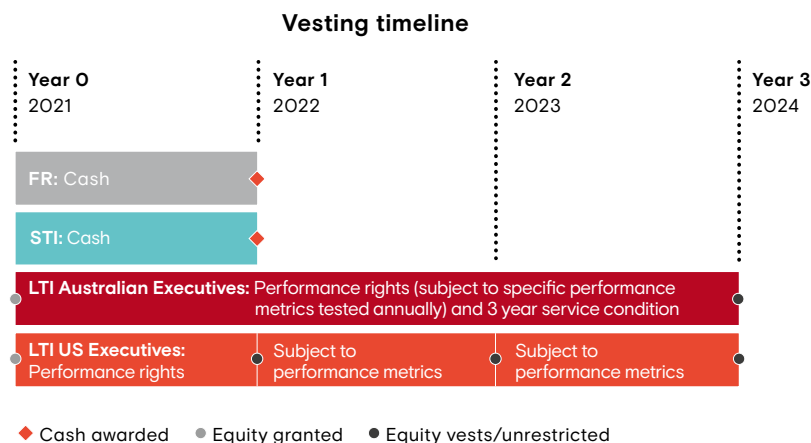 Vesting timeline
Year 0
2021
Year 1
2022
Year 2
2023
Year 3
2024
FR: Cash
STI: Cash
LTI Australian Executives: Performance rights (subject to specific performance
metrics tested annually) and 3 year service condition
LTI US Executives:
Performance rights
Subject to
performance metrics
Subject to
performance metrics
Cash awarded
Equity granted
Equity vests/unrestricted